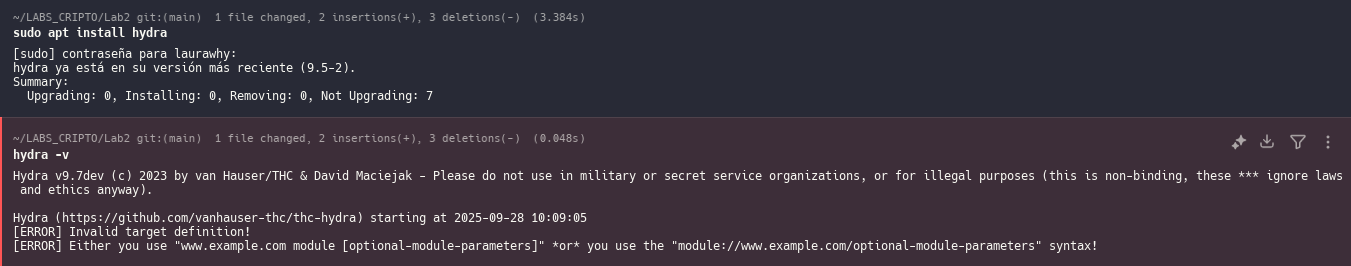 ~/LABS_CRIPTO/Lab2 git:(main)  1 file changed, 2 insertions(+), 3 deletions(-)  (3.384s)
sudo apt install hydra
[sudo] contraseña para laurawhy:
hydra ya está en su versión más reciente (9.5-2).
Summary:
  Upgrading: 0, Installing: 0, Removing: 0, Not Upgrading: 7
~/LABS_CRIPTO/Lab2 git:(main)  1 file changed, 2 insertions(+), 3 deletions(-)  (0.048s)
hydra -v
Hydra v9.7dev (c) 2023 by van Hauser/THC & David Maciejak - Please do not use in military or secret service organizations, or for illegal purposes (this is non-binding, these *** ignore laws
 and ethics anyway).
Hydra (https://github.com/vanhauser-thc/thc-hydra) starting at 2025-09-28 10:09:05
[ERROR] Invalid target definition!
[ERROR] Either you use "www.example.com module [optional-module-parameters]" *or* you use the "module://www.example.com/optional-module-parameters" syntax!